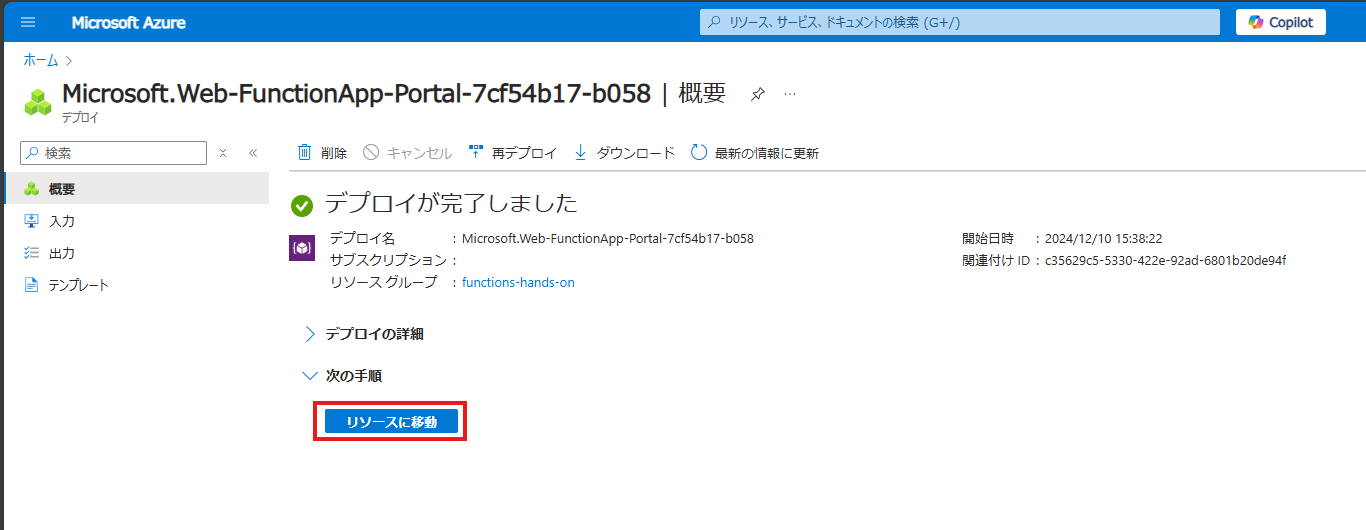 Microsoft Azure
リソース、サービス、ドキュメントの検索 (G+/)
Copilot
ホーム
Microsoft.Web-FunctionApp-Portal-7cf54b17-b058 | 概要
デプロイ
検索
削除 キャンセル 再デプロイ ダウンロード 最新の情報に更新
概要
入力
出力
テンプレート
デプロイが完了しました
デプロイ名 : Microsoft.Web-FunctionApp-Portal-7cf54b17-b058
サブスクリプション :
リソース グループ : functions-hands-on
開始日時 : 2024/12/10 15:38:22
関連付け ID : c35629c5-5330-422e-92ad-6801b20de94f
デプロイの詳細
次の手順
リソースに移動